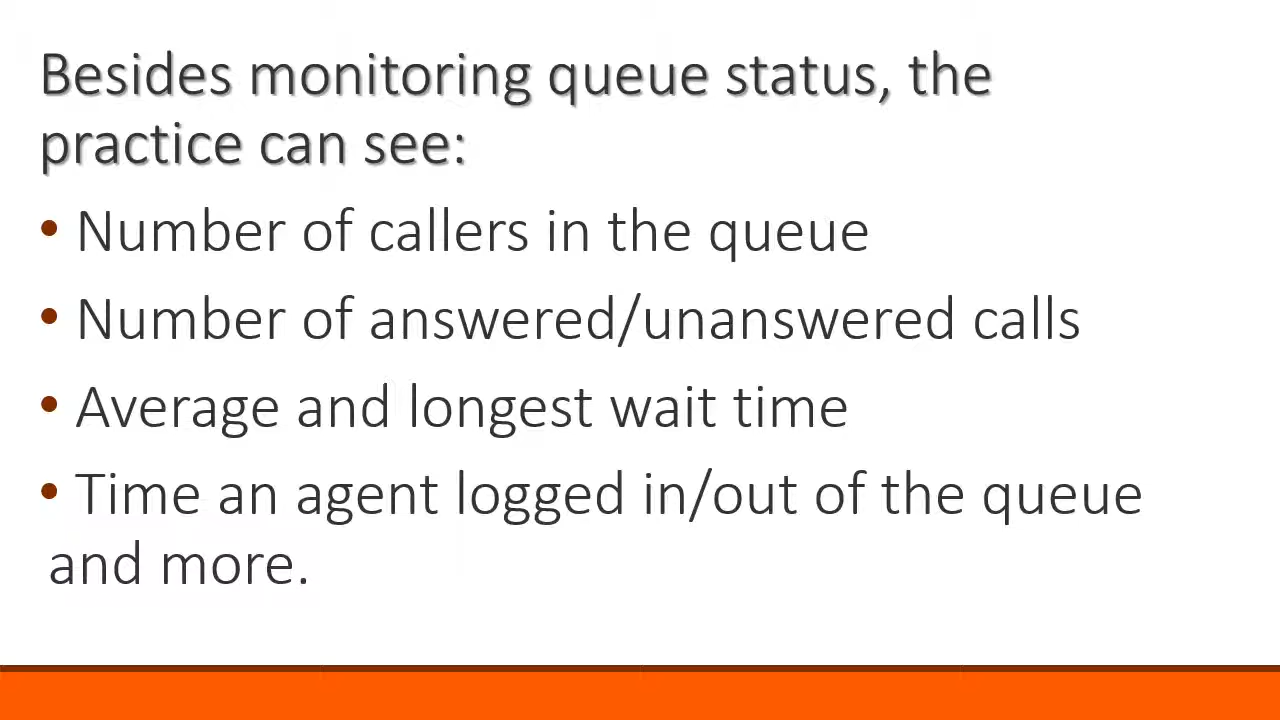 Besides monitoring queue status, the
practice can see:
• Number of callers in the queue
• Number of answered/unanswered calls
• Average and longest wait time
• Time an agent logged in/out of the queue
and more.